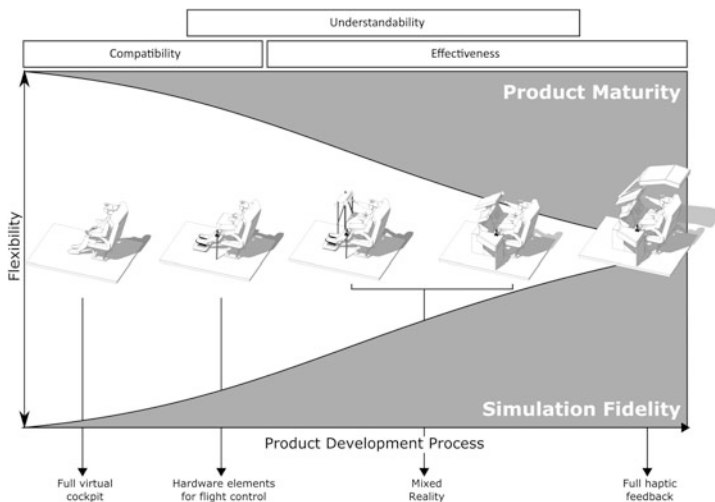 Understandability
Compatibility
Effectiveness
Product Maturity
Flexibility
Simulation Fidelity
Product Development Process
Full virtual
cockpit
Hardware elements
for flight control
Mixed
Reality
Full haptic
feedback